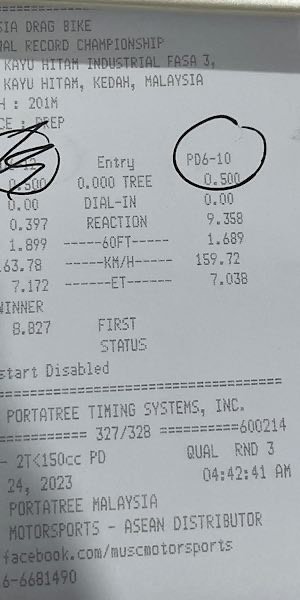 SIA DRAG BIKE
NAL RECORD CHAMPIONSHIP
KAYU HITAM INDUSTRIAL FASA 3,
KAYU HITAM, KEDAH, MALAYSIA
H : 201M
CE : PREP
Entry PD6-10
0.500 0.000 TREE 0.500
0.00 DIAL-IN 0.00
0.397 REACTION 9.358
1.899 -----60FT----- 1.689
163.78 -----KM/H----- 159.72
7.172 ------ET------ 7.038
WINNER
8.827 FIRST
STATUS
start Disabled
====================================
PORTATREE TIMING SYSTEMS, INC.
=========== 327/328 ==========600214
- 2T<150cc PD QUAL RND 3
24, 2023 04:42:41 AM
PORTATREE MALAYSIA
MOTORSPORTS - ASEAN DISTRIBUTOR
facebook.com/muscmotorsports
6-6681490